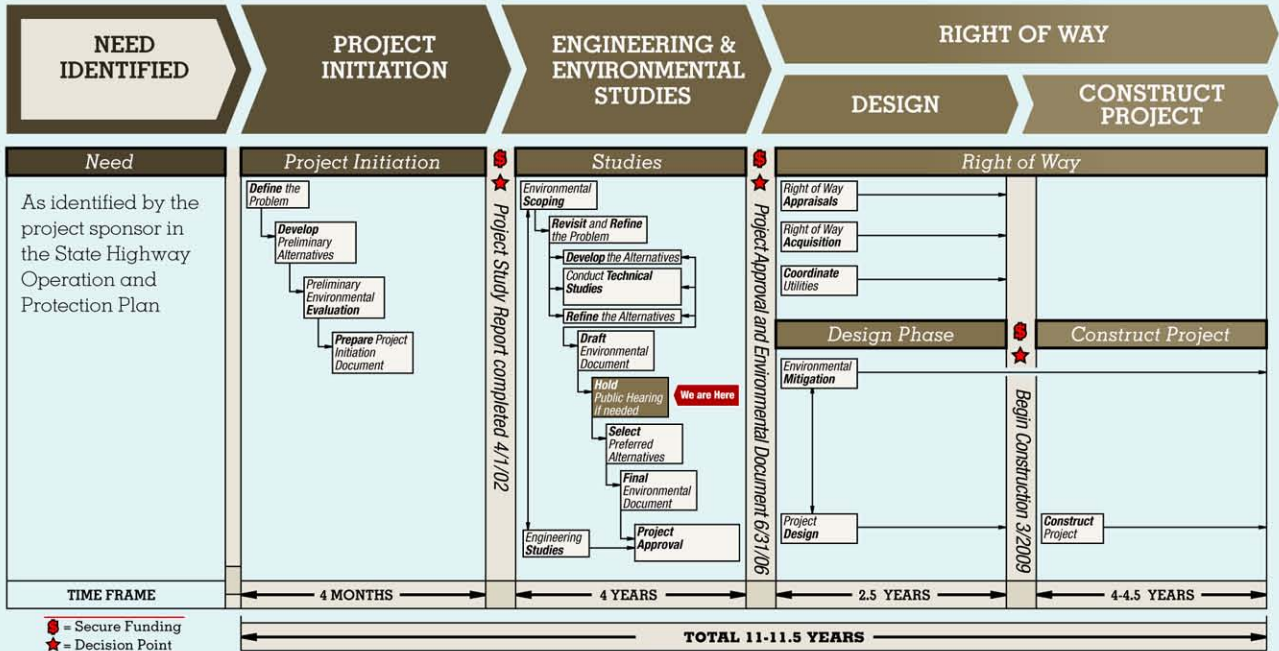 NEED
IDENTIFIED
PROJECT
INITIATION
ENGINEERING &
ENVIRONMENTAL
STUDIES
RIGHT OF WAY
DESIGN
CONSTRUCT
PROJECT
Need
As identified by the
project sponsor in
the State Highway
Operation and
Protection Plan
Project Initiation
Define the
Problem
Develop
Preliminary
Alternatives
Preliminary
Environmental
Evaluation
Prepare Project
Initiation
Document
$
Project Study Report completed 4/1/02
Studies
Environmental
Scoping
Revisit and Refine
the Problem
Develop the Alternatives
Conduct Technical
Studies
Refine the Alternatives
Draft
Environmental
Document
Hold
Public Hearing
if needed
We are Here
Select
Preferred
Alternatives
Final
Environmental
Document
Engineering
Studies
Project
Approval
$
Project Approval and Environmental Document 6/31/06
Right of Way
Right of Way
Appraisals
Right of Way
Acquisition
Coordinate
Utilities
Design Phase
Environmental
Mitigation
Project
Design
$
Begin Construction 3/2009
Construct Project
Construct
Project
TIME FRAME
4 MONTHS
4 YEARS
2.5 YEARS
4-4.5 YEARS
$ = Secure Funding
= Decision Point
TOTAL 11-11.5 YEARS